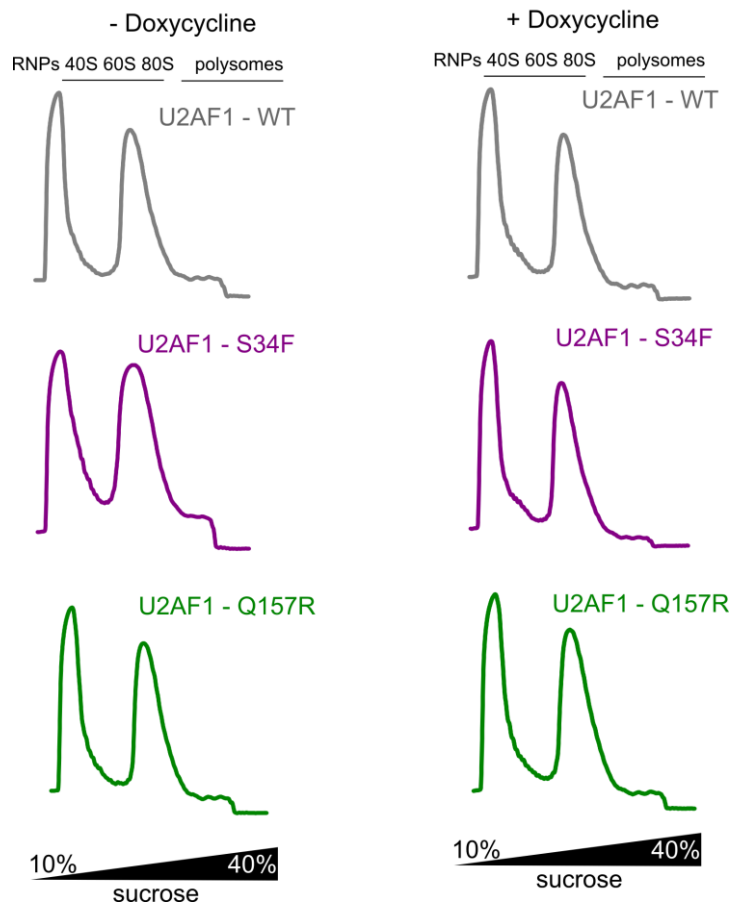 - Doxycycline
RNPs 40S 60S 80S polysomes
U2AF1 - WT
U2AF1 - S34F
U2AF1 - Q157R
10% 40%
sucrose
+ Doxycycline
RNPs 40S 60S 80S polysomes
U2AF1 - WT
U2AF1 - S34F
U2AF1 - Q157R
10% 40%
sucrose